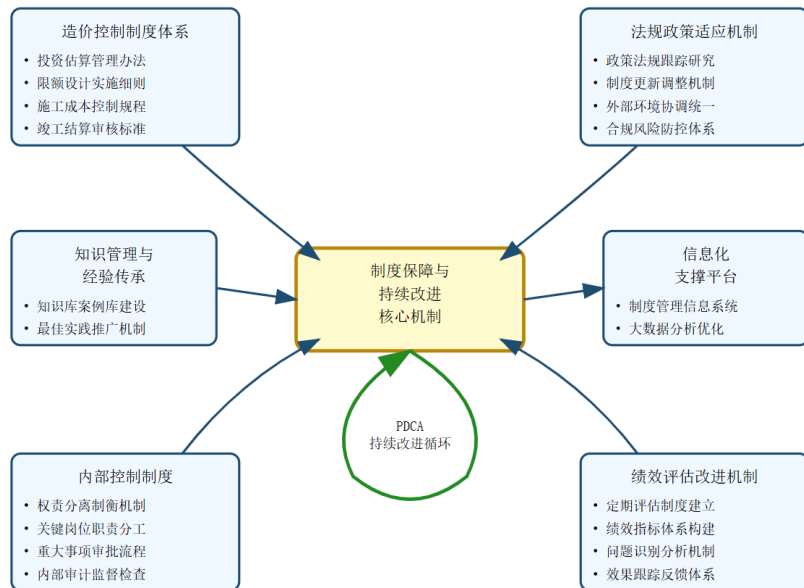 造价控制制度体系
• 投资估算管理办法
• 限额设计实施细则
• 施工成本控制规程
• 竣工结算审核标准
法规政策适应机制
• 政策法规跟踪研究
• 制度更新调整机制
• 外部环境协调统一
• 合规风险防控体系
知识管理与
经验传承
• 知识库案例库建设
• 最佳实践推广机制
制度保障与
持续改进
核心机制
信息化
支撑平台
• 制度管理信息系统
• 大数据分析优化
PDCA
持续改进循环
内部控制制度
• 权责分离制衡机制
• 关键岗位职责分工
• 重大事项审批流程
• 内部审计监督检查
绩效评估改进机制
• 定期评估制度建立
• 绩效指标体系构建
• 问题识别分析机制
• 效果跟踪反馈体系